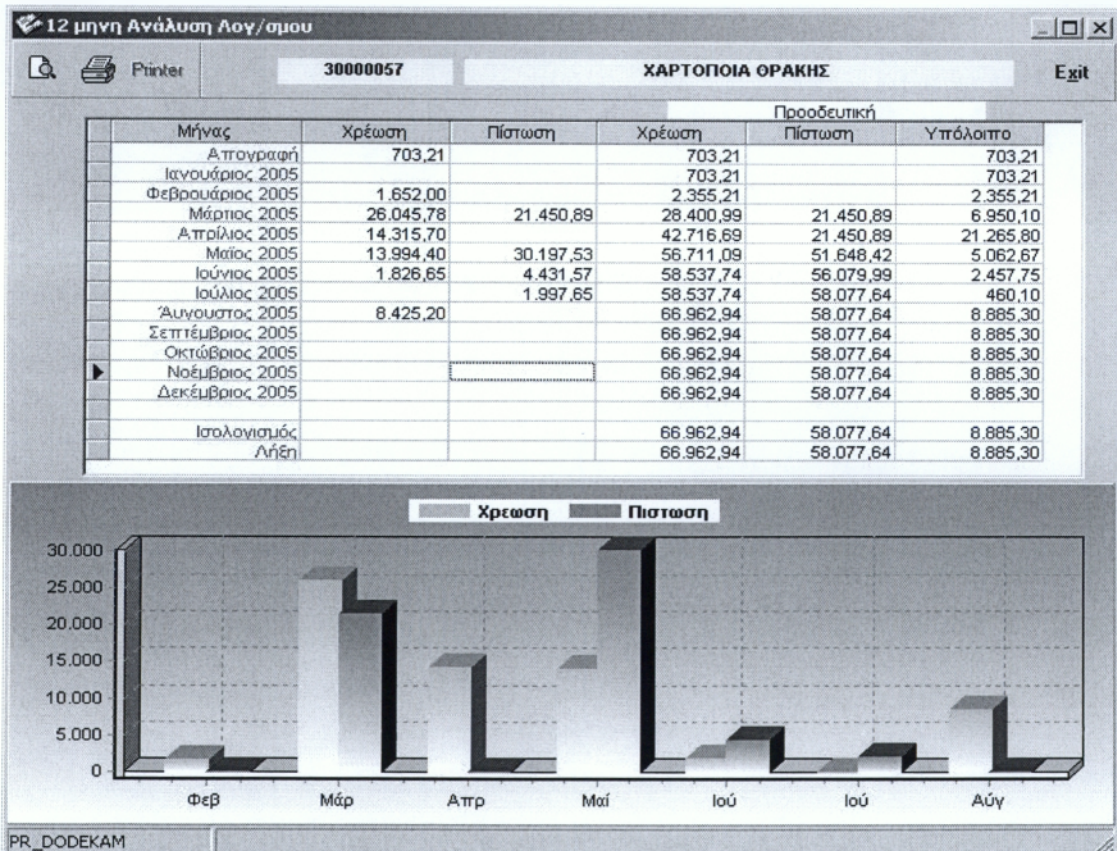 12 μηνη Ανάλυση Λογ/σμου
Printer 30000057 ΧΑΡΤΟΠΟΙΑ ΘΡΑΚΗΣ Exit
Προοδευτική
Μήνας Χρέωση Πίστωση Χρέωση Πίστωση Υπόλοιπο
Απογραφή 703,21 703,21 703,21
Ιανουάριος 2005 703,21 703,21
Φεβρουάριος 2005 1.652,00 2.355,21 2.355,21
Μάρτιος 2005 26.045,78 21.450,89 28.400,99 21.450,89 6.950,10
Απρίλιος 2005 14.315,70 42.716,69 21.450,89 21.265,80
Μαϊος 2005 13.994,40 30.197,53 56.711,09 51.648,42 5.062,67
Ιούνιος 2005 1.826,65 4.431,57 58.537,74 56.079,99 2.457,75
Ιούλιος 2005 1.997,65 58.537,74 58.077,64 460,10
Άυγουστος 2005 8.425,20 66.962,94 58.077,64 8.885,30
Σεπτέμβριος 2005 66.962,94 58.077,64 8.885,30
Οκτώβριος 2005 66.962,94 58.077,64 8.885,30
Νοέμβριος 2005 66.962,94 58.077,64 8.885,30
Δεκέμβριος 2005 66.962,94 58.077,64 8.885,30
Ισολογισμός 66.962,94 58.077,64 8.885,30
Λήξη 66.962,94 58.077,64 8.885,30
Χρεωση Πιστωση
30.000
25.000
20.000
15.000
10.000
5.000
0
Φεβ Μάρ Απρ Μαί Ιού Ιού Αύγ
PR_DODEKAM